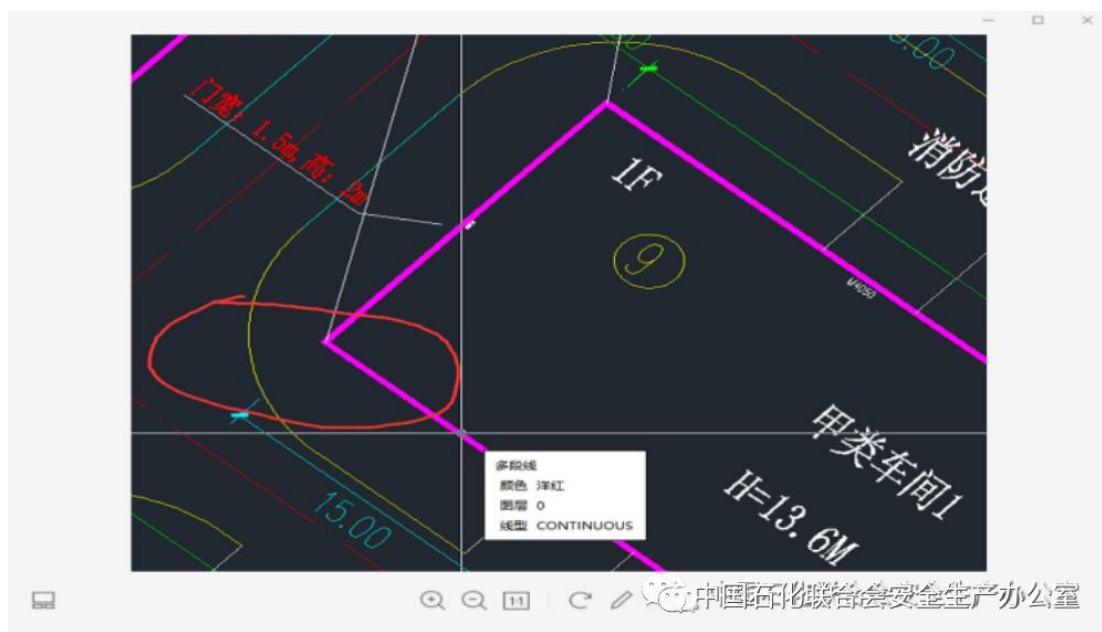 门宽：1.5m,高：2m
1F
9
消防
M4050
甲类车间1
H=13.6M
15.00
多段线
颜色 洋红
图层 0
线型 CONTINUOUS
1:1
中国石化联合会安全生产办公室